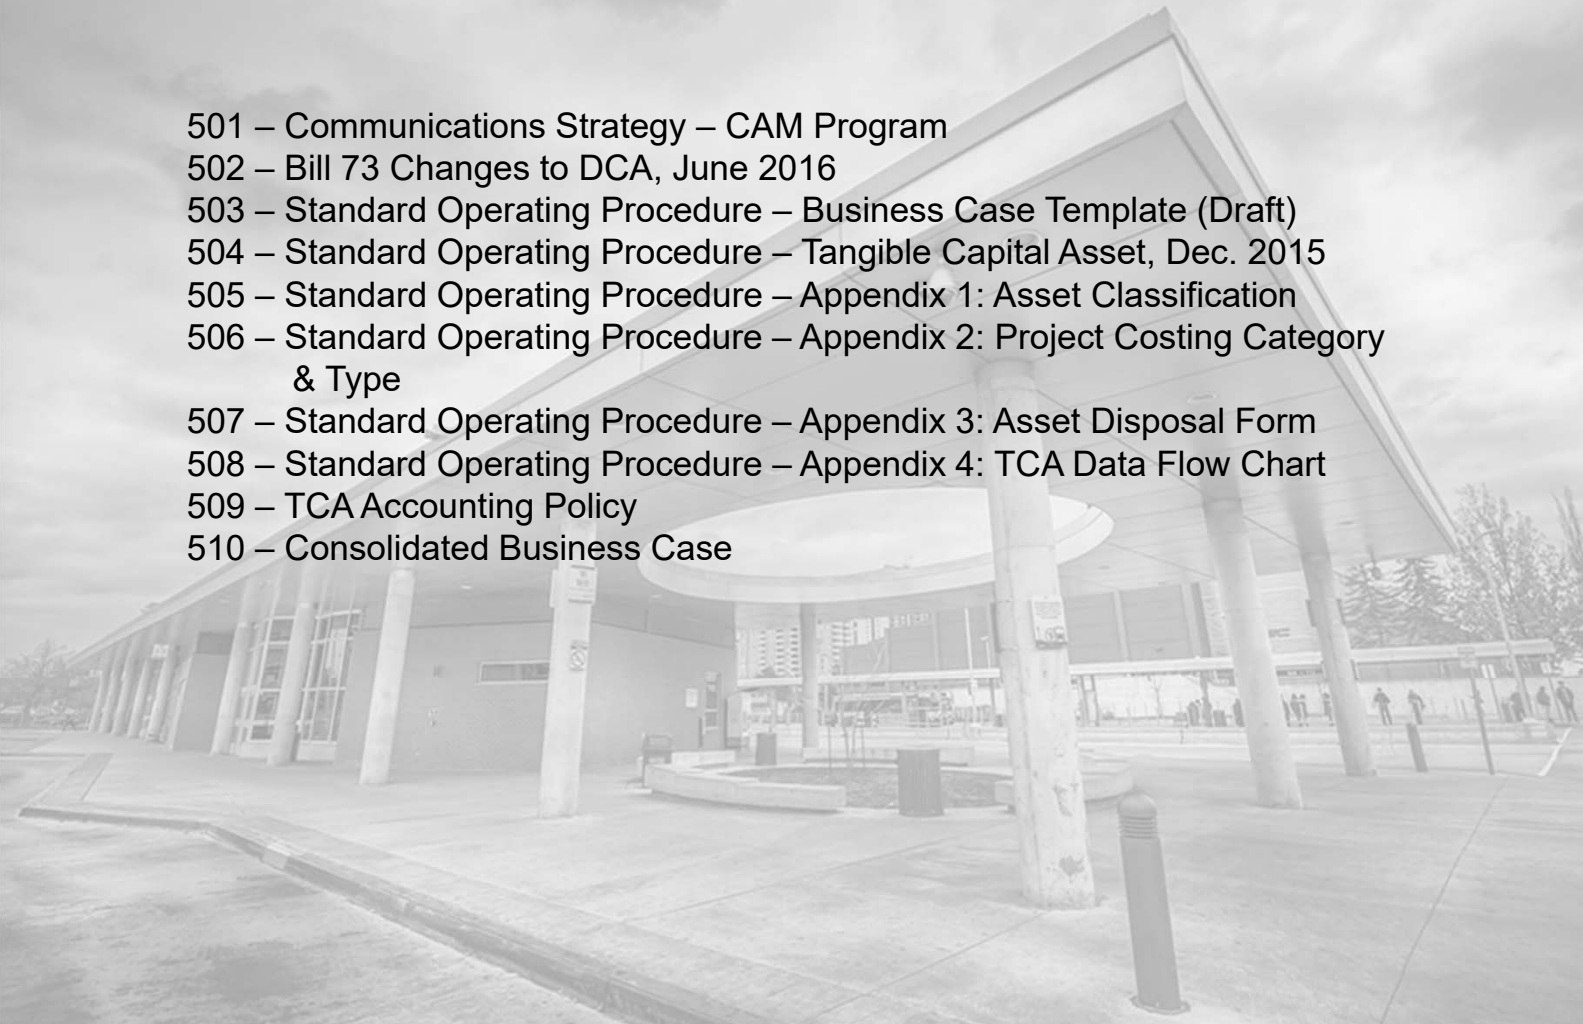 501 – Communications Strategy – CAM Program
502 – Bill 73 Changes to DCA, June 2016
503 – Standard Operating Procedure – Business Case Template (Draft)
504 – Standard Operating Procedure – Tangible Capital Asset, Dec. 2015
505 – Standard Operating Procedure – Appendix 1: Asset Classification
506 – Standard Operating Procedure – Appendix 2: Project Costing Category
& Type
507 – Standard Operating Procedure – Appendix 3: Asset Disposal Form
508 – Standard Operating Procedure – Appendix 4: TCA Data Flow Chart
509 – TCA Accounting Policy
510 – Consolidated Business Case